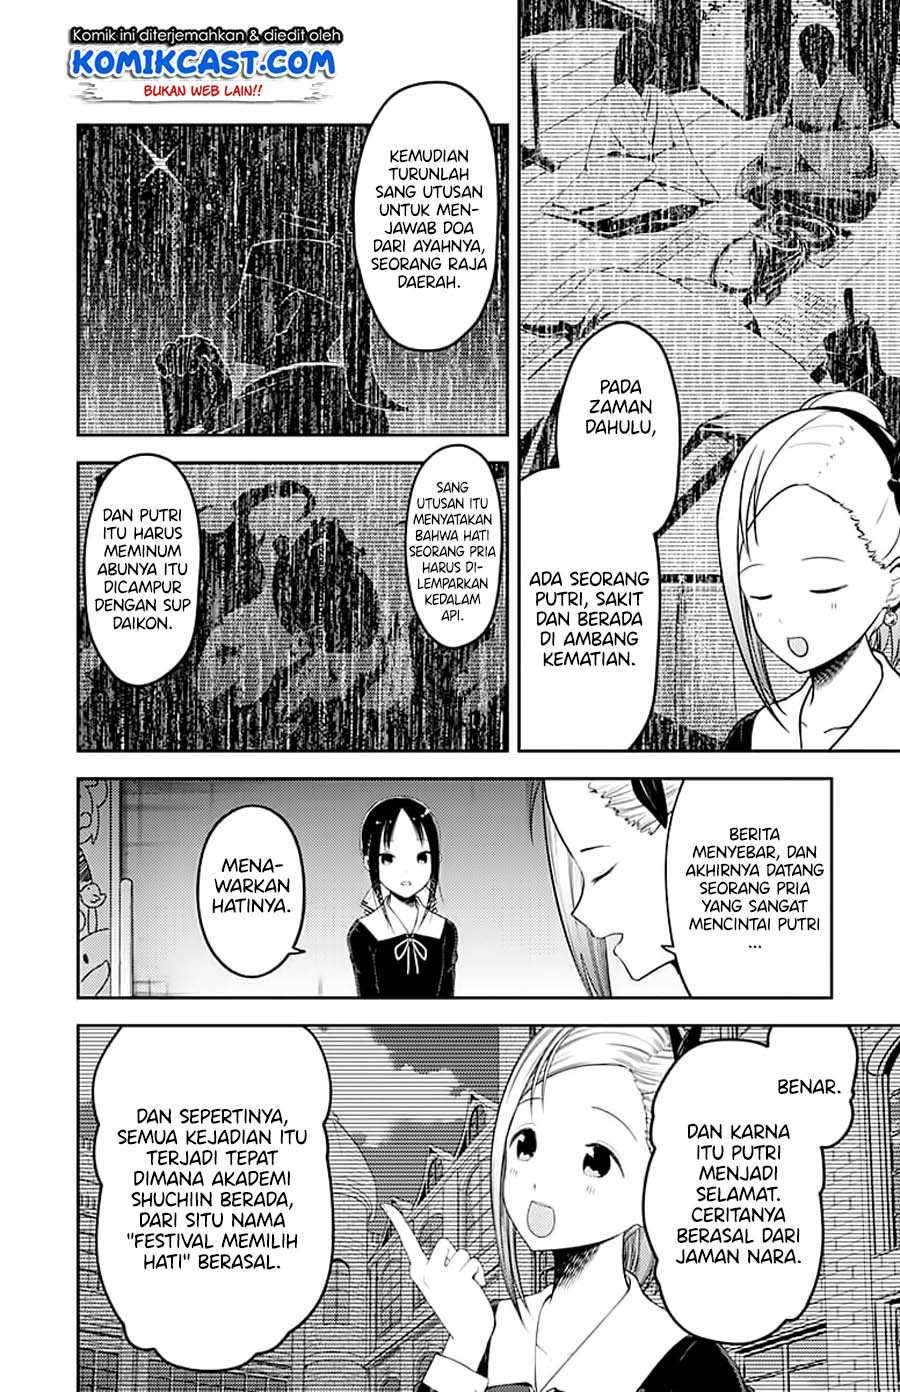 Komik ini diterjemahkan & diedit oleh
KOMIKCAST.COM
BUKAN WEB LAIN!!
PADA
ZAMAN
DAHULU,
ADA SEORANG
PUTRI, SAKIT
DAN BERADA
DI AMBANG
KEMATIAN.
KEMUDIAN
TURUNLAH
SANG UTUSAN
UNTUK MEN-
JAWAB DOA
DARI AYAHNYA,
SEORANG RAJA
DAERAH.
SANG
UTUSAN ITU
MENYATAKAN
BAHWA HATI
SEORANG PRIA
HARUS DI-
LEMPARKAN
KEDALAM
API.
DAN PUTRI
ITU HARUS
MEMINUM
ABUNYA ITU
DICAMPUR
DENGAN SUP
DAIKON.
BERITA
MENYEBAR, DAN
AKHIRNYA DATANG
SEORANG PRIA
YANG SANGAT
MENCINTAI PUTRI
...
MENA-
WARKAN
HATINYA.
BENAR.
DAN KARNA
ITU PUTRI
MENJADI
SELAMAT.
CERITANYA
BERASAL DARI
JAMAN NARA.
DAN SEPERTINYA,
SEMUA KEJADIAN ITU
TERJADI TEPAT
DIMANA AKADEMI
SHUCHIIN BERADA,
DARI SITU NAMA
"FESTIVAL MEMILIH
HATI" BERASAL.